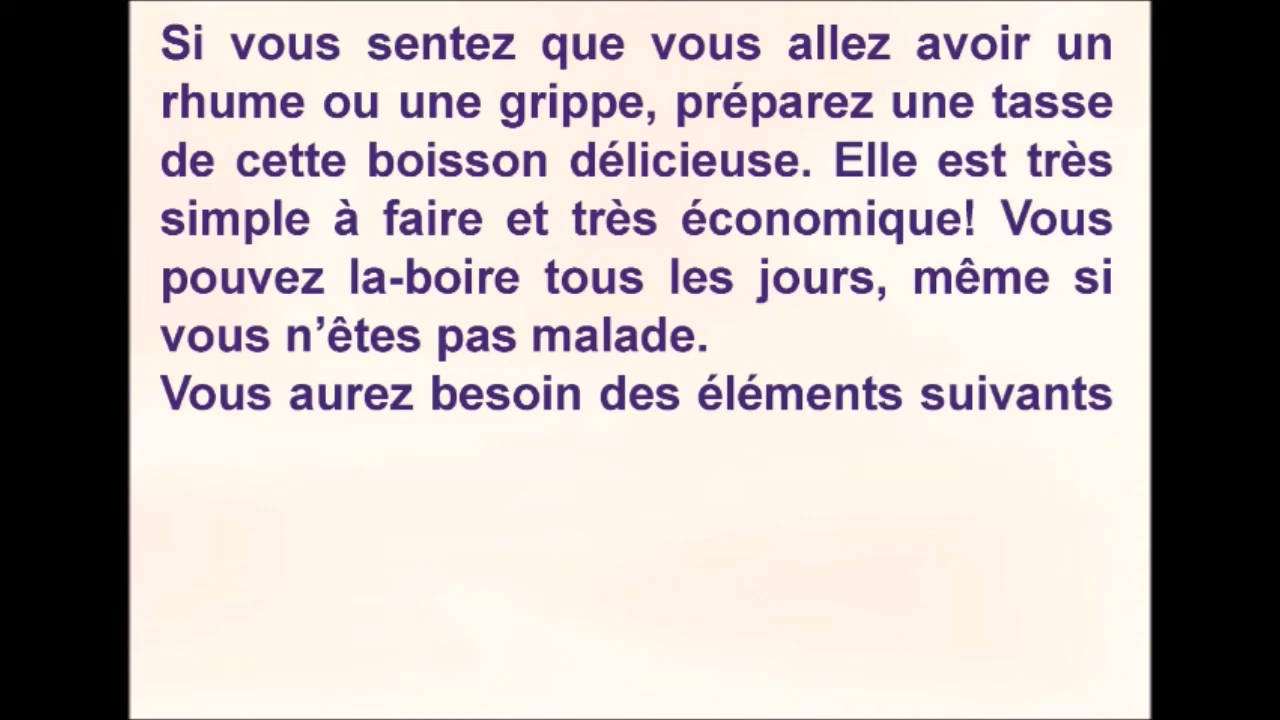 Si vous sentez que vous allez avoir un
rhume ou une grippe, préparez une tasse
de cette boisson délicieuse. Elle est très
simple à faire et très économique! Vous
pouvez la-boire tous les jours, même si
vous n’êtes pas malade.
Vous aurez besoin des éléments suivants